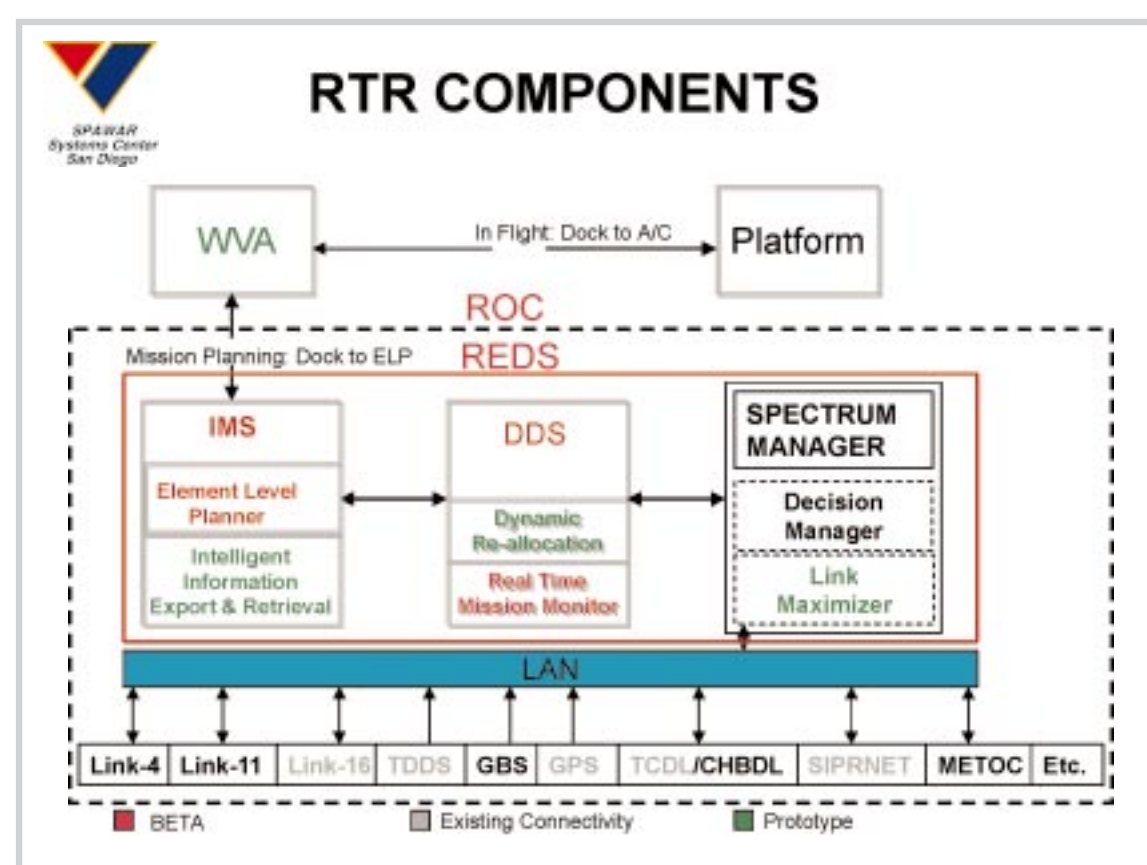 SPAWAR
Systems Center
San Diego
RTR COMPONENTS
WVA
In Flight: Dock to A/C
Platform
ROC
Mission Planning: Dock to ELP
REDS
IMS
Element Level
Planner
Intelligent
Information
Export & Retrieval
DDS
Dynamic
Re-allocation
Real Time
Mission Monitor
SPECTRUM
MANAGER
Decision
Manager
Link
Maximizer
LAN
Link-4
Link-11
Link-16
TDDS
GBS
GPS
TCDL/CHBDL
SIPRNET
METOC
Etc.
BETA
Existing Connectivity
Prototype